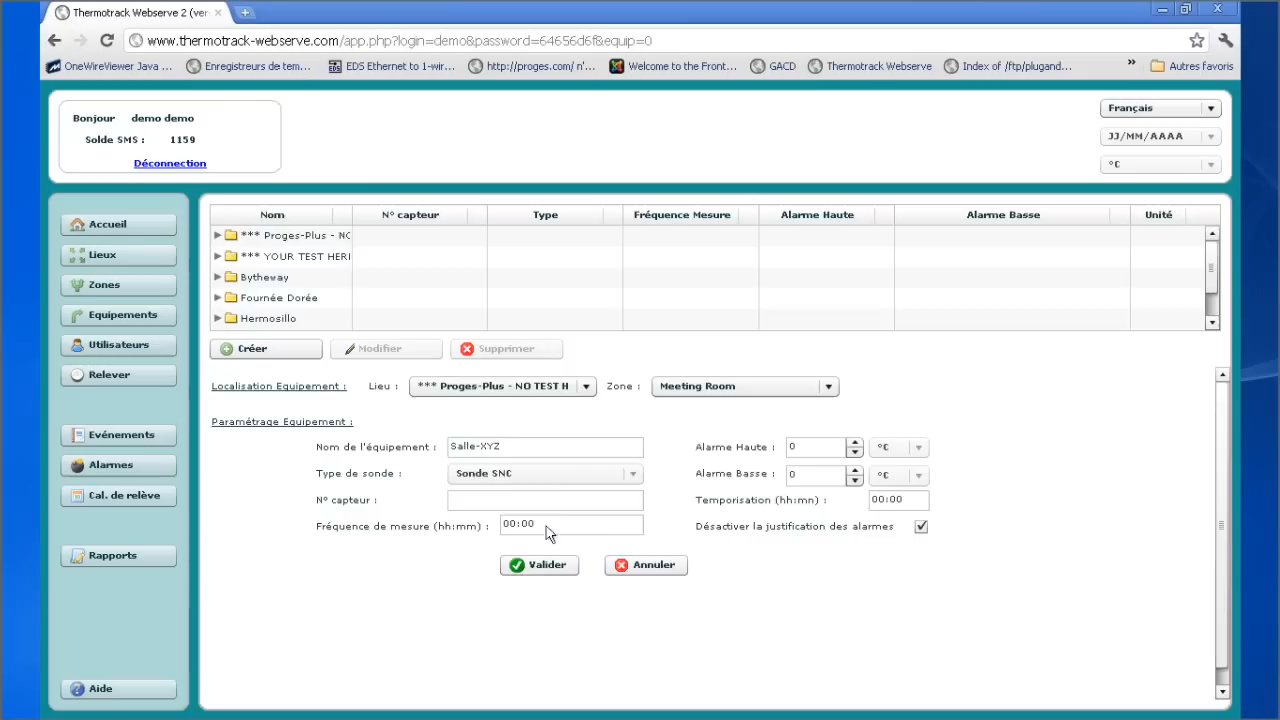 Thermotrack Webserve 2 (ver
www.thermotrack-webserve.com/app.php?login=demo&password=64656d6f&equip=0
OneWireViewer Java ...
Enregistreurs de tem...
EDS Ethernet to 1-wir...
http://proges.com/ n'...
Welcome to the Front...
GACD
Thermotrack Webserve
Index of /ftp/plugand...
»
Autres favoris
Bonjour demo demo
Solde SMS : 1159
Déconnection
Français
JJ/MM/AAAA
°C
Accueil
Lieux
Zones
Equipements
Utilisateurs
Relever
Evénements
Alarmes
Cal. de relève
Rapports
Aide
Nom N° capteur Type Fréquence Mesure Alarme Haute Alarme Basse Unité
*** Proges-Plus - NO
*** YOUR TEST HERE
Bytheway
Fournée Dorée
Hermosillo
Créer Modifier Supprimer
Localisation Equipement : Lieu : *** Proges-Plus - NO TEST H Zone : Meeting Room
Paramétrage Equipement :
Nom de l'équipement : Salle-XYZ Alarme Haute : 0 °C
Type de sonde : Sonde SNC Alarme Basse : 0 °C
N° capteur : Temporisation (hh:mn) : 00:00
Fréquence de mesure (hh:mm) : 00:00 Désactiver la justification des alarmes
Valider Annuler